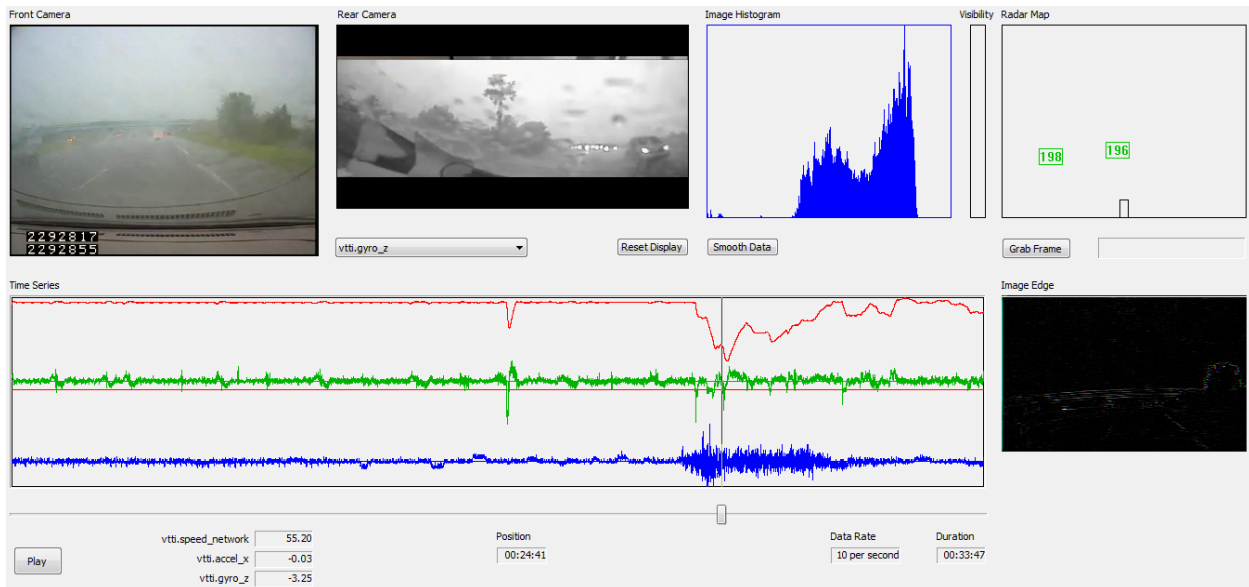 Front Camera
Rear Camera
Image Histogram
Visibility
Radar Map
198
196
2292817
2292855
vtti.gyro_z
Reset Display
Smooth Data
Grab Frame
Time Series
Image Edge
Play
vtti.speed_network
55.20
vtti.accel_x
-0.03
vtti.gyro_z
-3.25
Position
00:24:41
Data Rate
10 per second
Duration
00:33:47